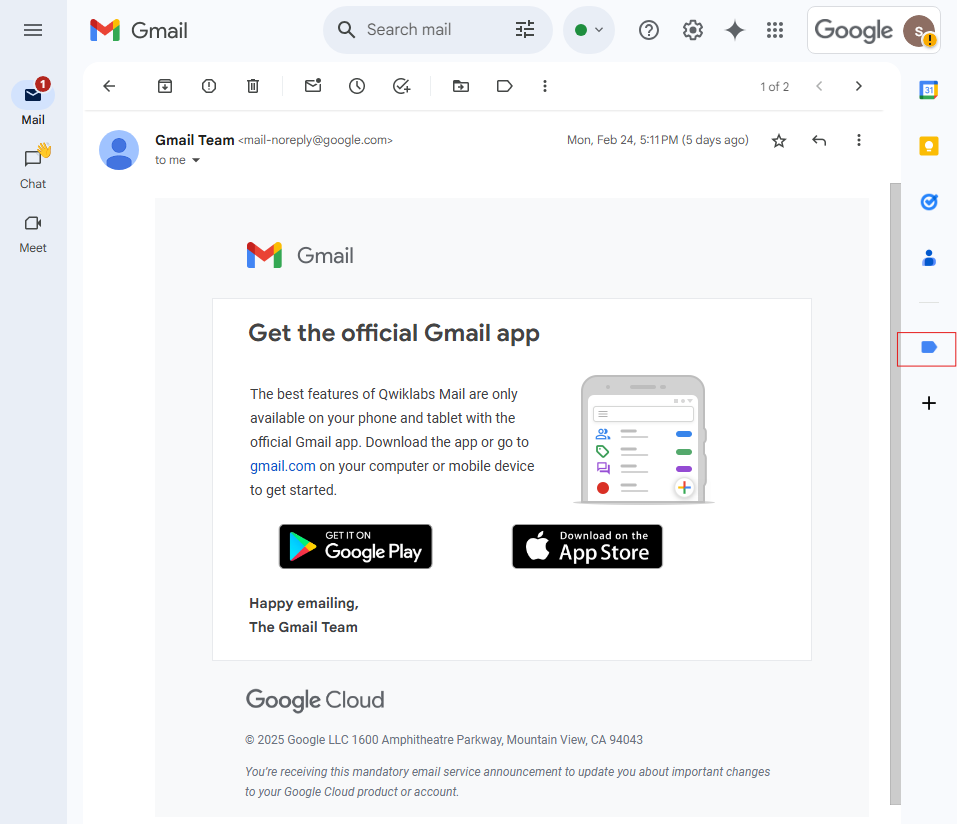 Gmail
Search mail
Google
S
1
Mail
Chat
Meet
1 of 2
31
Gmail Team <mail-noreply@google.com>
Mon, Feb 24, 5:11 PM (5 days ago)
to me
Gmail
Get the official Gmail app
The best features of Qwiklabs Mail are only
available on your phone and tablet with the
official Gmail app. Download the app or go to
gmail.com on your computer or mobile device
to get started.
GET IT ON
Google Play
Download on the
App Store
Happy emailing,
The Gmail Team
Google Cloud
© 2025 Google LLC 1600 Amphitheatre Parkway, Mountain View, CA 94043
You're receiving this mandatory email service announcement to update you about important changes
to your Google Cloud product or account.